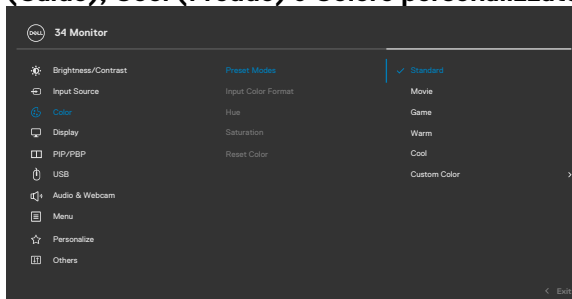 (Caldo), Cool (Freddo) o Colore personalizzato
DELL 34 Monitor
Brightness/Contrast Preset Modes ✓ Standard
Input Source Input Color Format Movie
Color Hue Game
Display Saturation Warm
PIP/PBP Reset Color Cool
USB Custom Color >
Audio & Webcam
Menu
Personalize
Others
< Exit